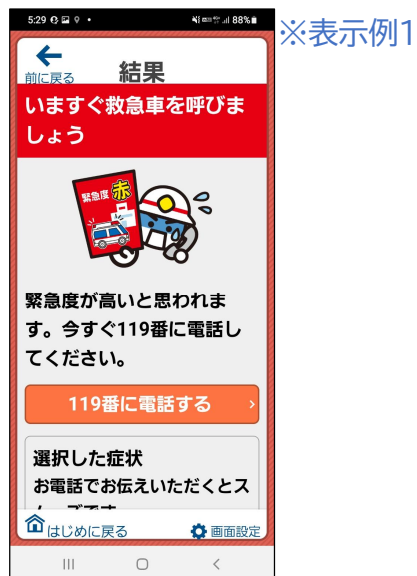 5:29
88%
※表示例1
前に戻る
結果
いますぐ救急車を呼びま
しょう
緊急度 赤
緊急度が高いと思われま
す。今すぐ119番に電話し
てください。
119番に電話する
選択した症状
お電話でお伝えいただくとス
はじめに戻る
画面設定